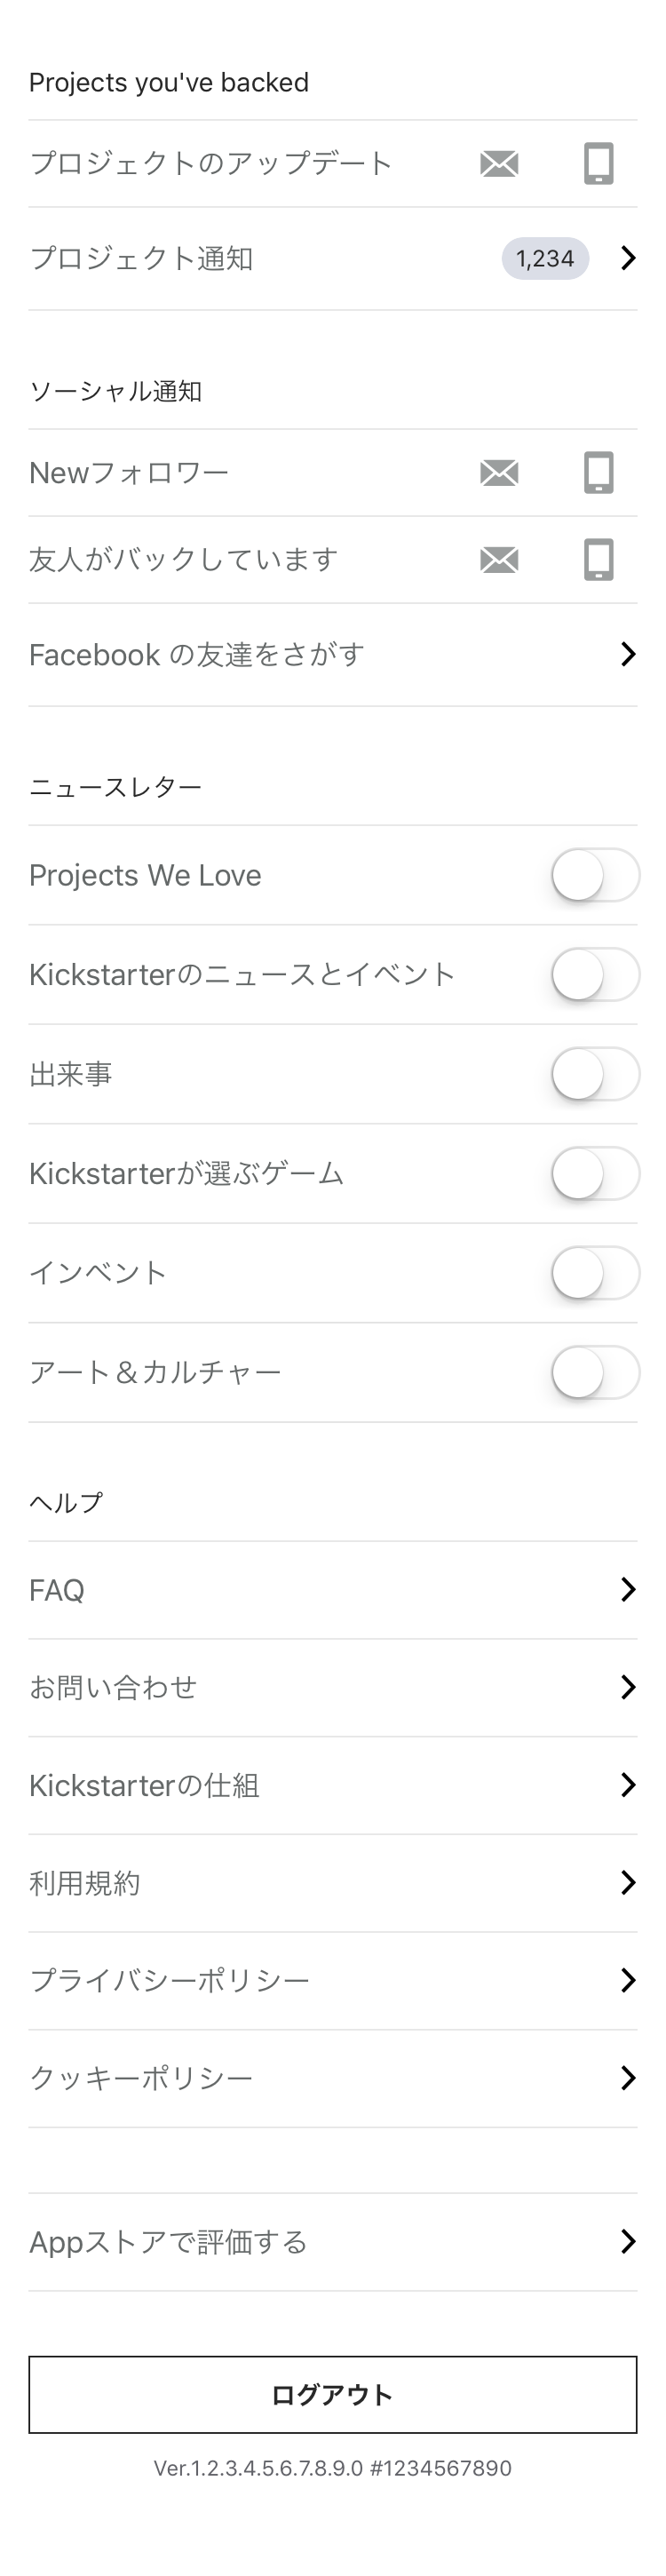 Projects you've backed
プロジェクトのアップデート
プロジェクト通知 1,234
ソーシャル通知
Newフォロワー
友人がバックしています
Facebook の友達をさがす
ニュースレター
Projects We Love
Kickstarterのニュースとイベント
出来事
Kickstarterが選ぶゲーム
インベント
アート＆カルチャー
ヘルプ
FAQ
お問い合わせ
Kickstarterの仕組
利用規約
プライバシーポリシー
クッキーポリシー
Appストアで評価する
ログアウト
Ver.1.2.3.4.5.6.7.8.9.0 #1234567890